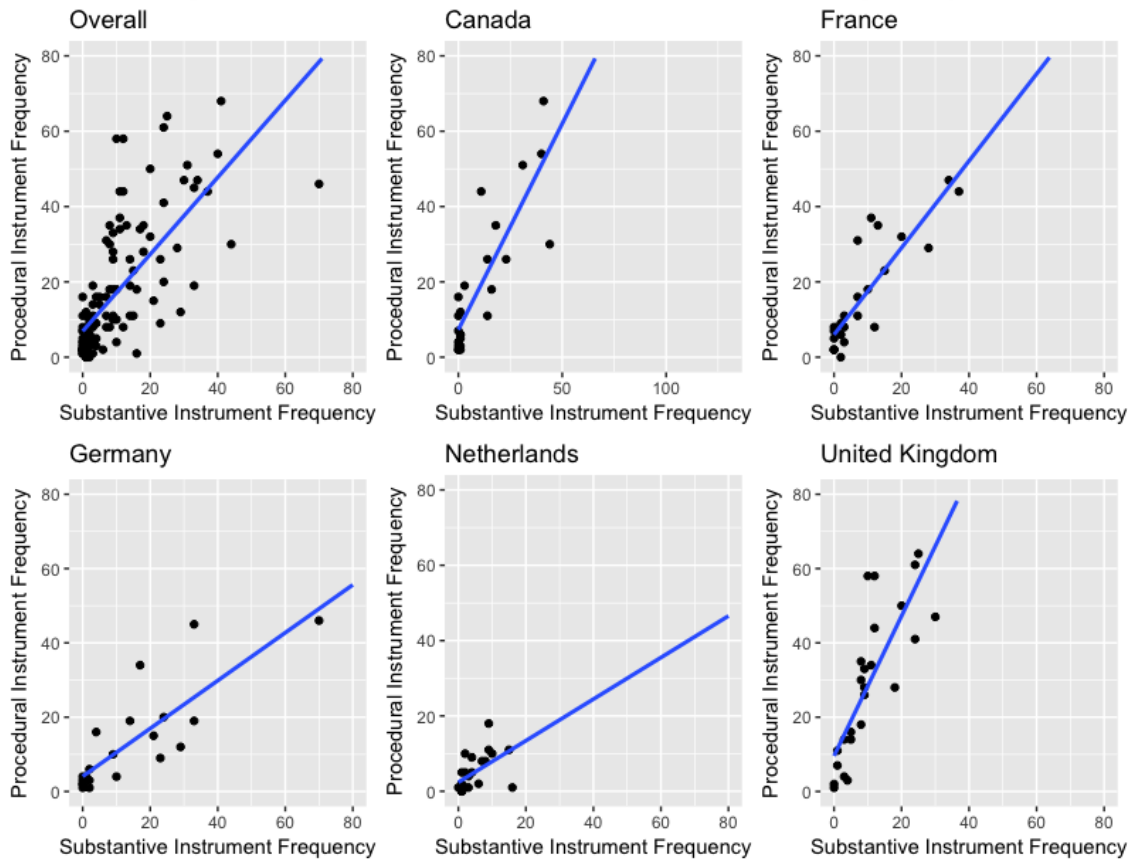 Overall
Canada
France
80
60
40
20
0
80
60
40
20
0
80
60
40
20
0
Procedural Instrument Frequency
Procedural Instrument Frequency
Procedural Instrument Frequency
0 20 40 60 80
0 50 100
0 20 40 60 80
Substantive Instrument Frequency
Substantive Instrument Frequency
Substantive Instrument Frequency
Germany
Netherlands
United Kingdom
80
60
40
20
0
80
60
40
20
0
80
60
40
20
0
Procedural Instrument Frequency
Procedural Instrument Frequency
Procedural Instrument Frequency
0 20 40 60 80
0 20 40 60 80
0 20 40 60 80
Substantive Instrument Frequency
Substantive Instrument Frequency
Substantive Instrument Frequency